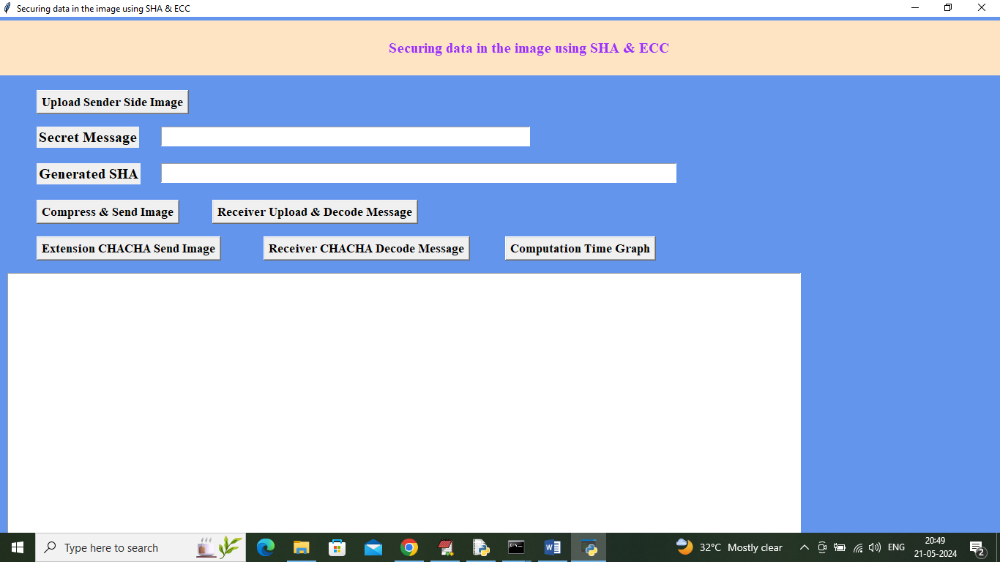 Securing data in the image using SHA & ECC
Securing data in the image using SHA & ECC
Upload Sender Side Image
Secret Message
Generated SHA
Compress & Send Image
Receiver Upload & Decode Message
Extension CHACHA Send Image
Receiver CHACHA Decode Message
Computation Time Graph
Type here to search
32°C Mostly clear
ENG
20:49
21-05-2024
2